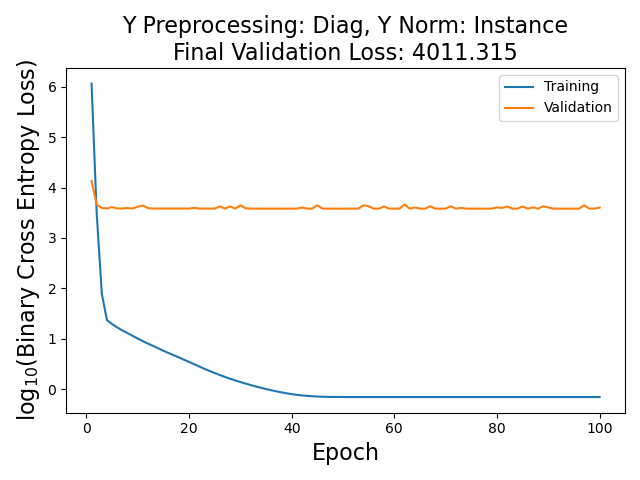 Y Preprocessing: Diag, Y Norm: Instance
Final Validation Loss: 4011.315
Training
Validation
log₁₀(Binary Cross Entropy Loss)
6
5
4
3
2
1
0
0 20 40 60 80 100
Epoch